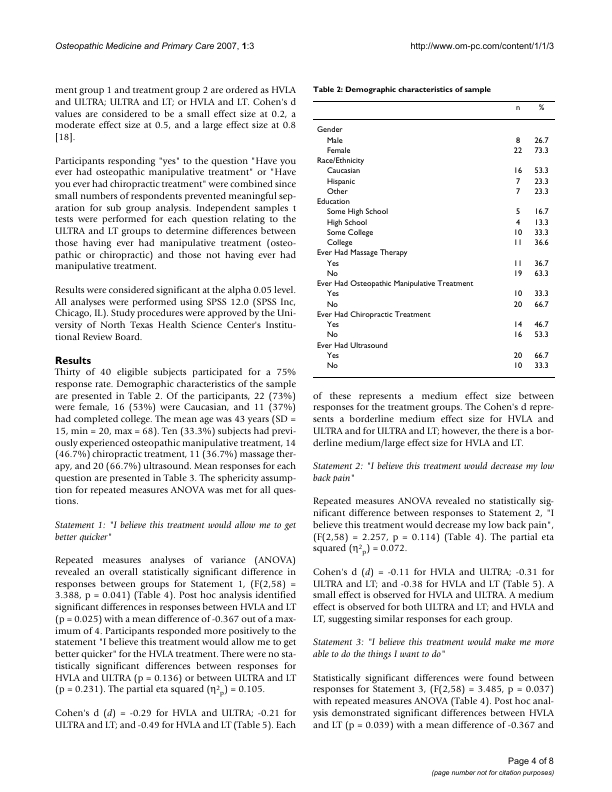 Osteopathic Medicine and Primary Care 2007, 1:3
http://www.om-pc.com/content/1/1/3
ment group 1 and treatment group 2 are ordered as HVLA
and ULTRA; ULTRA and LT; or HVLA and LT. Cohen's d
values are considered to be a small effect size at 0.2, a
moderate effect size at 0.5, and a large effect size at 0.8
[18].
Participants responding "yes" to the question "Have you
ever had osteopathic manipulative treatment" or "Have
you ever had chiropractic treatment" were combined since
small numbers of respondents prevented meaningful sep-
aration for sub group analysis. Independent samples t
tests were performed for each question relating to the
ULTRA and LT groups to determine differences between
those having ever had manipulative treatment (osteo-
pathic or chiropractic) and those not having ever had
manipulative treatment.
Results were considered significant at the alpha 0.05 level.
All analyses were performed using SPSS 12.0 (SPSS Inc,
Chicago, IL). Study procedures were approved by the Uni-
versity of North Texas Health Science Center's Institu-
tional Review Board.
Results
Thirty of 40 eligible subjects participated for a 75%
response rate. Demographic characteristics of the sample
are presented in Table 2. Of the participants, 22 (73%)
were female, 16 (53%) were Caucasian, and 11 (37%)
had completed college. The mean age was 43 years (SD =
15, min = 20, max = 68). Ten (33.3%) subjects had previ-
ously experienced osteopathic manipulative treatment, 14
(46.7%) chiropractic treatment, 11 (36.7%) massage ther-
apy, and 20 (66.7%) ultrasound. Mean responses for each
question are presented in Table 3. The sphericity assump-
tion for repeated measures ANOVA was met for all ques-
tions.
Statement 1: "I believe this treatment would allow me to get
better quicker"
Repeated measures analyses of variance (ANOVA)
revealed an overall statistically significant difference in
responses between groups for Statement 1, (F(2,58) =
3.388, p = 0.041) (Table 4). Post hoc analysis identified
significant differences in responses between HVLA and LT
(p = 0.025) with a mean difference of -0.367 out of a max-
imum of 4. Participants responded more positively to the
statement "I believe this treatment would allow me to get
better quicker" for the HVLA treatment. There were no sta-
tistically significant differences between responses for
HVLA and ULTRA (p = 0.136) or between ULTRA and LT
(p = 0.231). The partial eta squared (η²p) = 0.105.
Cohen's d (d) = -0.29 for HVLA and ULTRA; -0.21 for
ULTRA and LT; and -0.49 for HVLA and LT (Table 5). Each
Table 2: Demographic characteristics of sample
n %
Gender
Male 8 26.7
Female 22 73.3
Race/Ethnicity
Caucasian 16 53.3
Hispanic 7 23.3
Other 7 23.3
Education
Some High School 5 16.7
High School 4 13.3
Some College 10 33.3
College 11 36.6
Ever Had Massage Therapy
Yes 11 36.7
No 19 63.3
Ever Had Osteopathic Manipulative Treatment
Yes 10 33.3
No 20 66.7
Ever Had Chiropractic Treatment
Yes 14 46.7
No 16 53.3
Ever Had Ultrasound
Yes 20 66.7
No 10 33.3
of these represents a medium effect size between
responses for the treatment groups. The Cohen's d repre-
sents a borderline medium effect size for HVLA and
ULTRA and for ULTRA and LT; however, the there is a bor-
derline medium/large effect size for HVLA and LT.
Statement 2: "I believe this treatment would decrease my low
back pain"
Repeated measures ANOVA revealed no statistically sig-
nificant difference between responses to Statement 2, "I
believe this treatment would decrease my low back pain",
(F(2,58) = 2.257, p = 0.114) (Table 4). The partial eta
squared (η²p) = 0.072.
Cohen's d (d) = -0.11 for HVLA and ULTRA; -0.31 for
ULTRA and LT; and -0.38 for HVLA and LT (Table 5). A
small effect is observed for HVLA and ULTRA. A medium
effect is observed for both ULTRA and LT; and HVLA and
LT, suggesting similar responses for each group.
Statement 3: "I believe this treatment would make me more
able to do the things I want to do"
Statistically significant differences were found between
responses for Statement 3, (F(2,58) = 3.485, p = 0.037)
with repeated measures ANOVA (Table 4). Post hoc anal-
ysis demonstrated significant differences between HVLA
and LT (p = 0.039) with a mean difference of -0.367 and
Page 4 of 8
(page number not for citation purposes)